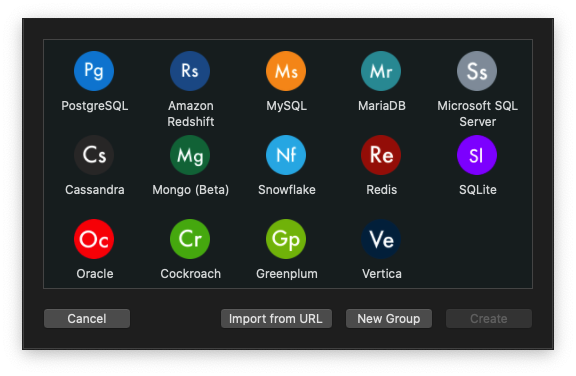 Pg
Rs
Ms
Mr
Ss
PostgreSQL
Amazon
Redshift
MySQL
MariaDB
Microsoft SQL
Server
Cs
Mg
Nf
Re
Sl
Cassandra
Mongo (Beta)
Snowflake
Redis
SQLite
Oc
Cr
Gp
Ve
Oracle
Cockroach
Greenplum
Vertica
Cancel
Import from URL
New Group
Create